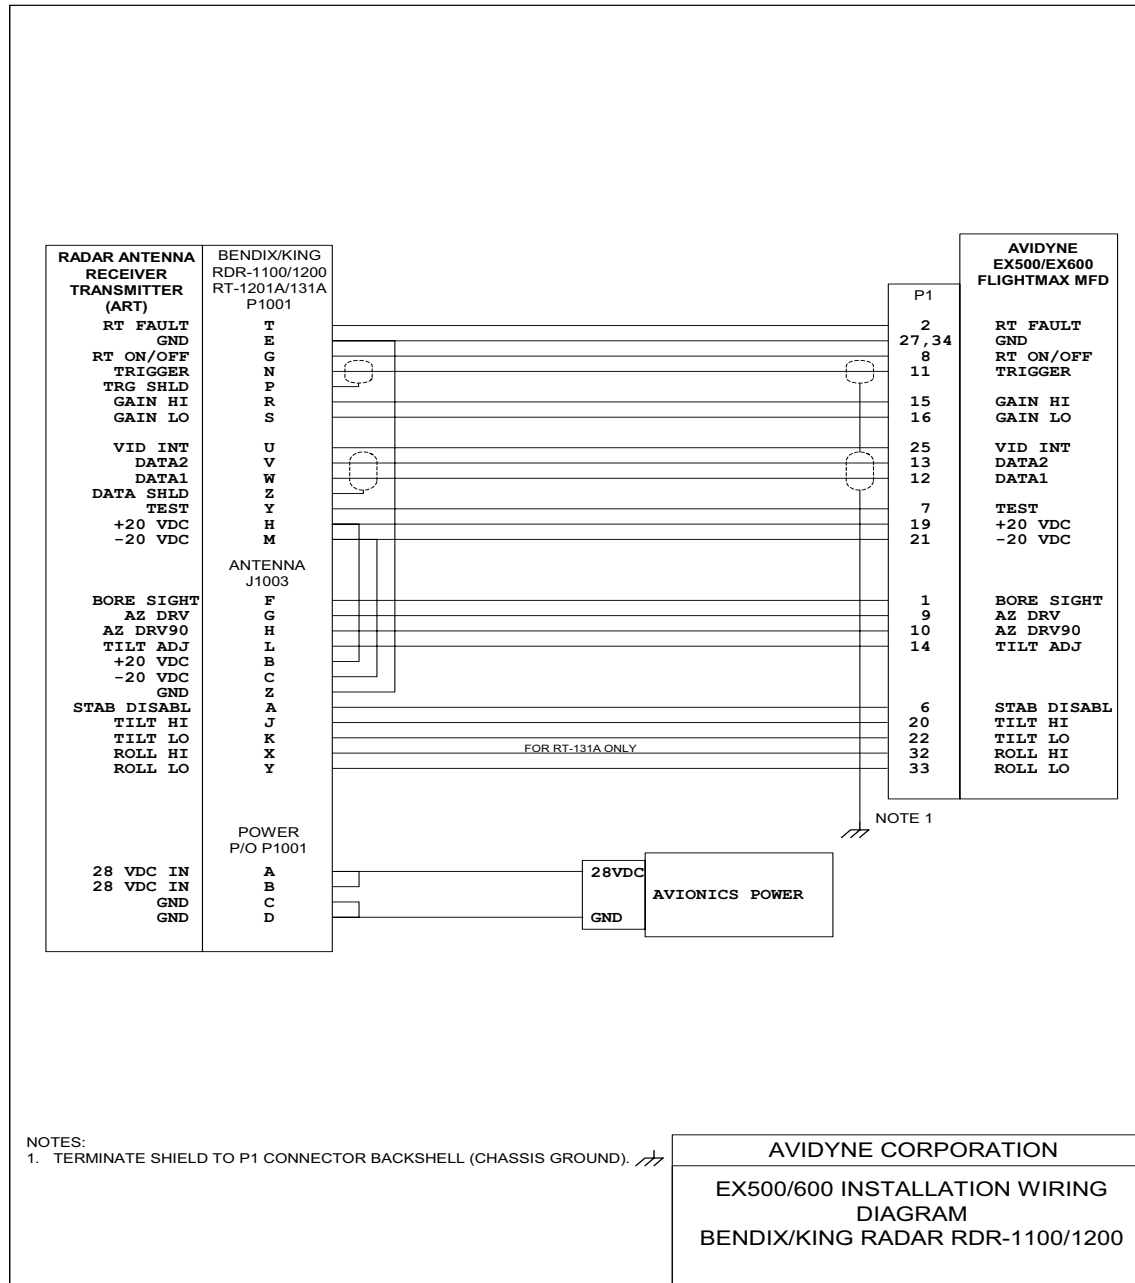 RADAR ANTENNA
RECEIVER
TRANSMITTER
(ART)
BENDIX/KING
RDR-1100/1200
RT-1201A/131A
P1001
AVIDYNE
EX500/EX600
FLIGHTMAX MFD
P1
RT FAULT T 2 RT FAULT
GND E 27,34 GND
RT ON/OFF G 8 RT ON/OFF
TRIGGER N 11 TRIGGER
TRG SHLD P
GAIN HI R 15 GAIN HI
GAIN LO S 16 GAIN LO
VID INT U 25 VID INT
DATA2 V 13 DATA2
DATA1 W 12 DATA1
DATA SHLD Z
TEST Y 7 TEST
+20 VDC H 19 +20 VDC
-20 VDC M 21 -20 VDC
ANTENNA
J1003
BORE SIGHT F 1 BORE SIGHT
AZ DRV G 9 AZ DRV
AZ DRV90 H 10 AZ DRV90
TILT ADJ L 14 TILT ADJ
+20 VDC B
-20 VDC C
GND Z
STAB DISABL A 6 STAB DISABL
TILT HI J 20 TILT HI
TILT LO K 22 TILT LO
ROLL HI X FOR RT-131A ONLY 32 ROLL HI
ROLL LO Y 33 ROLL LO
NOTE 1
POWER
P/O P1001
28 VDC IN A 28VDC
28 VDC IN B
AVIONICS POWER
GND C
GND D GND
NOTES:
1. TERMINATE SHIELD TO P1 CONNECTOR BACKSHELL (CHASSIS GROUND).
AVIDYNE CORPORATION
EX500/600 INSTALLATION WIRING
DIAGRAM
BENDIX/KING RADAR RDR-1100/1200